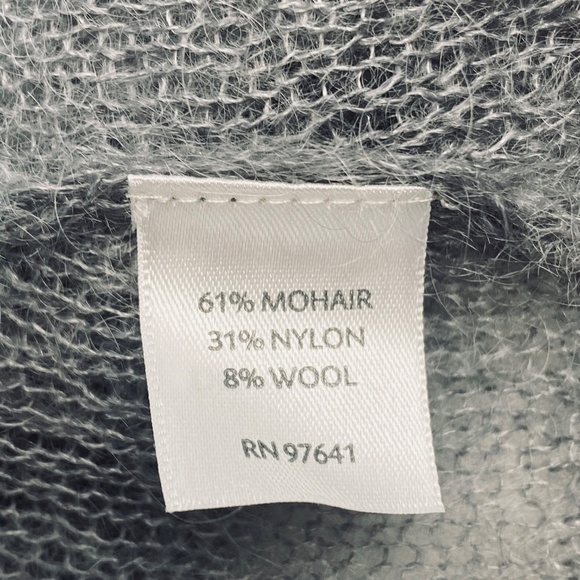 61% MOHAIR
31% NYLON
8% WOOL
RN 97641